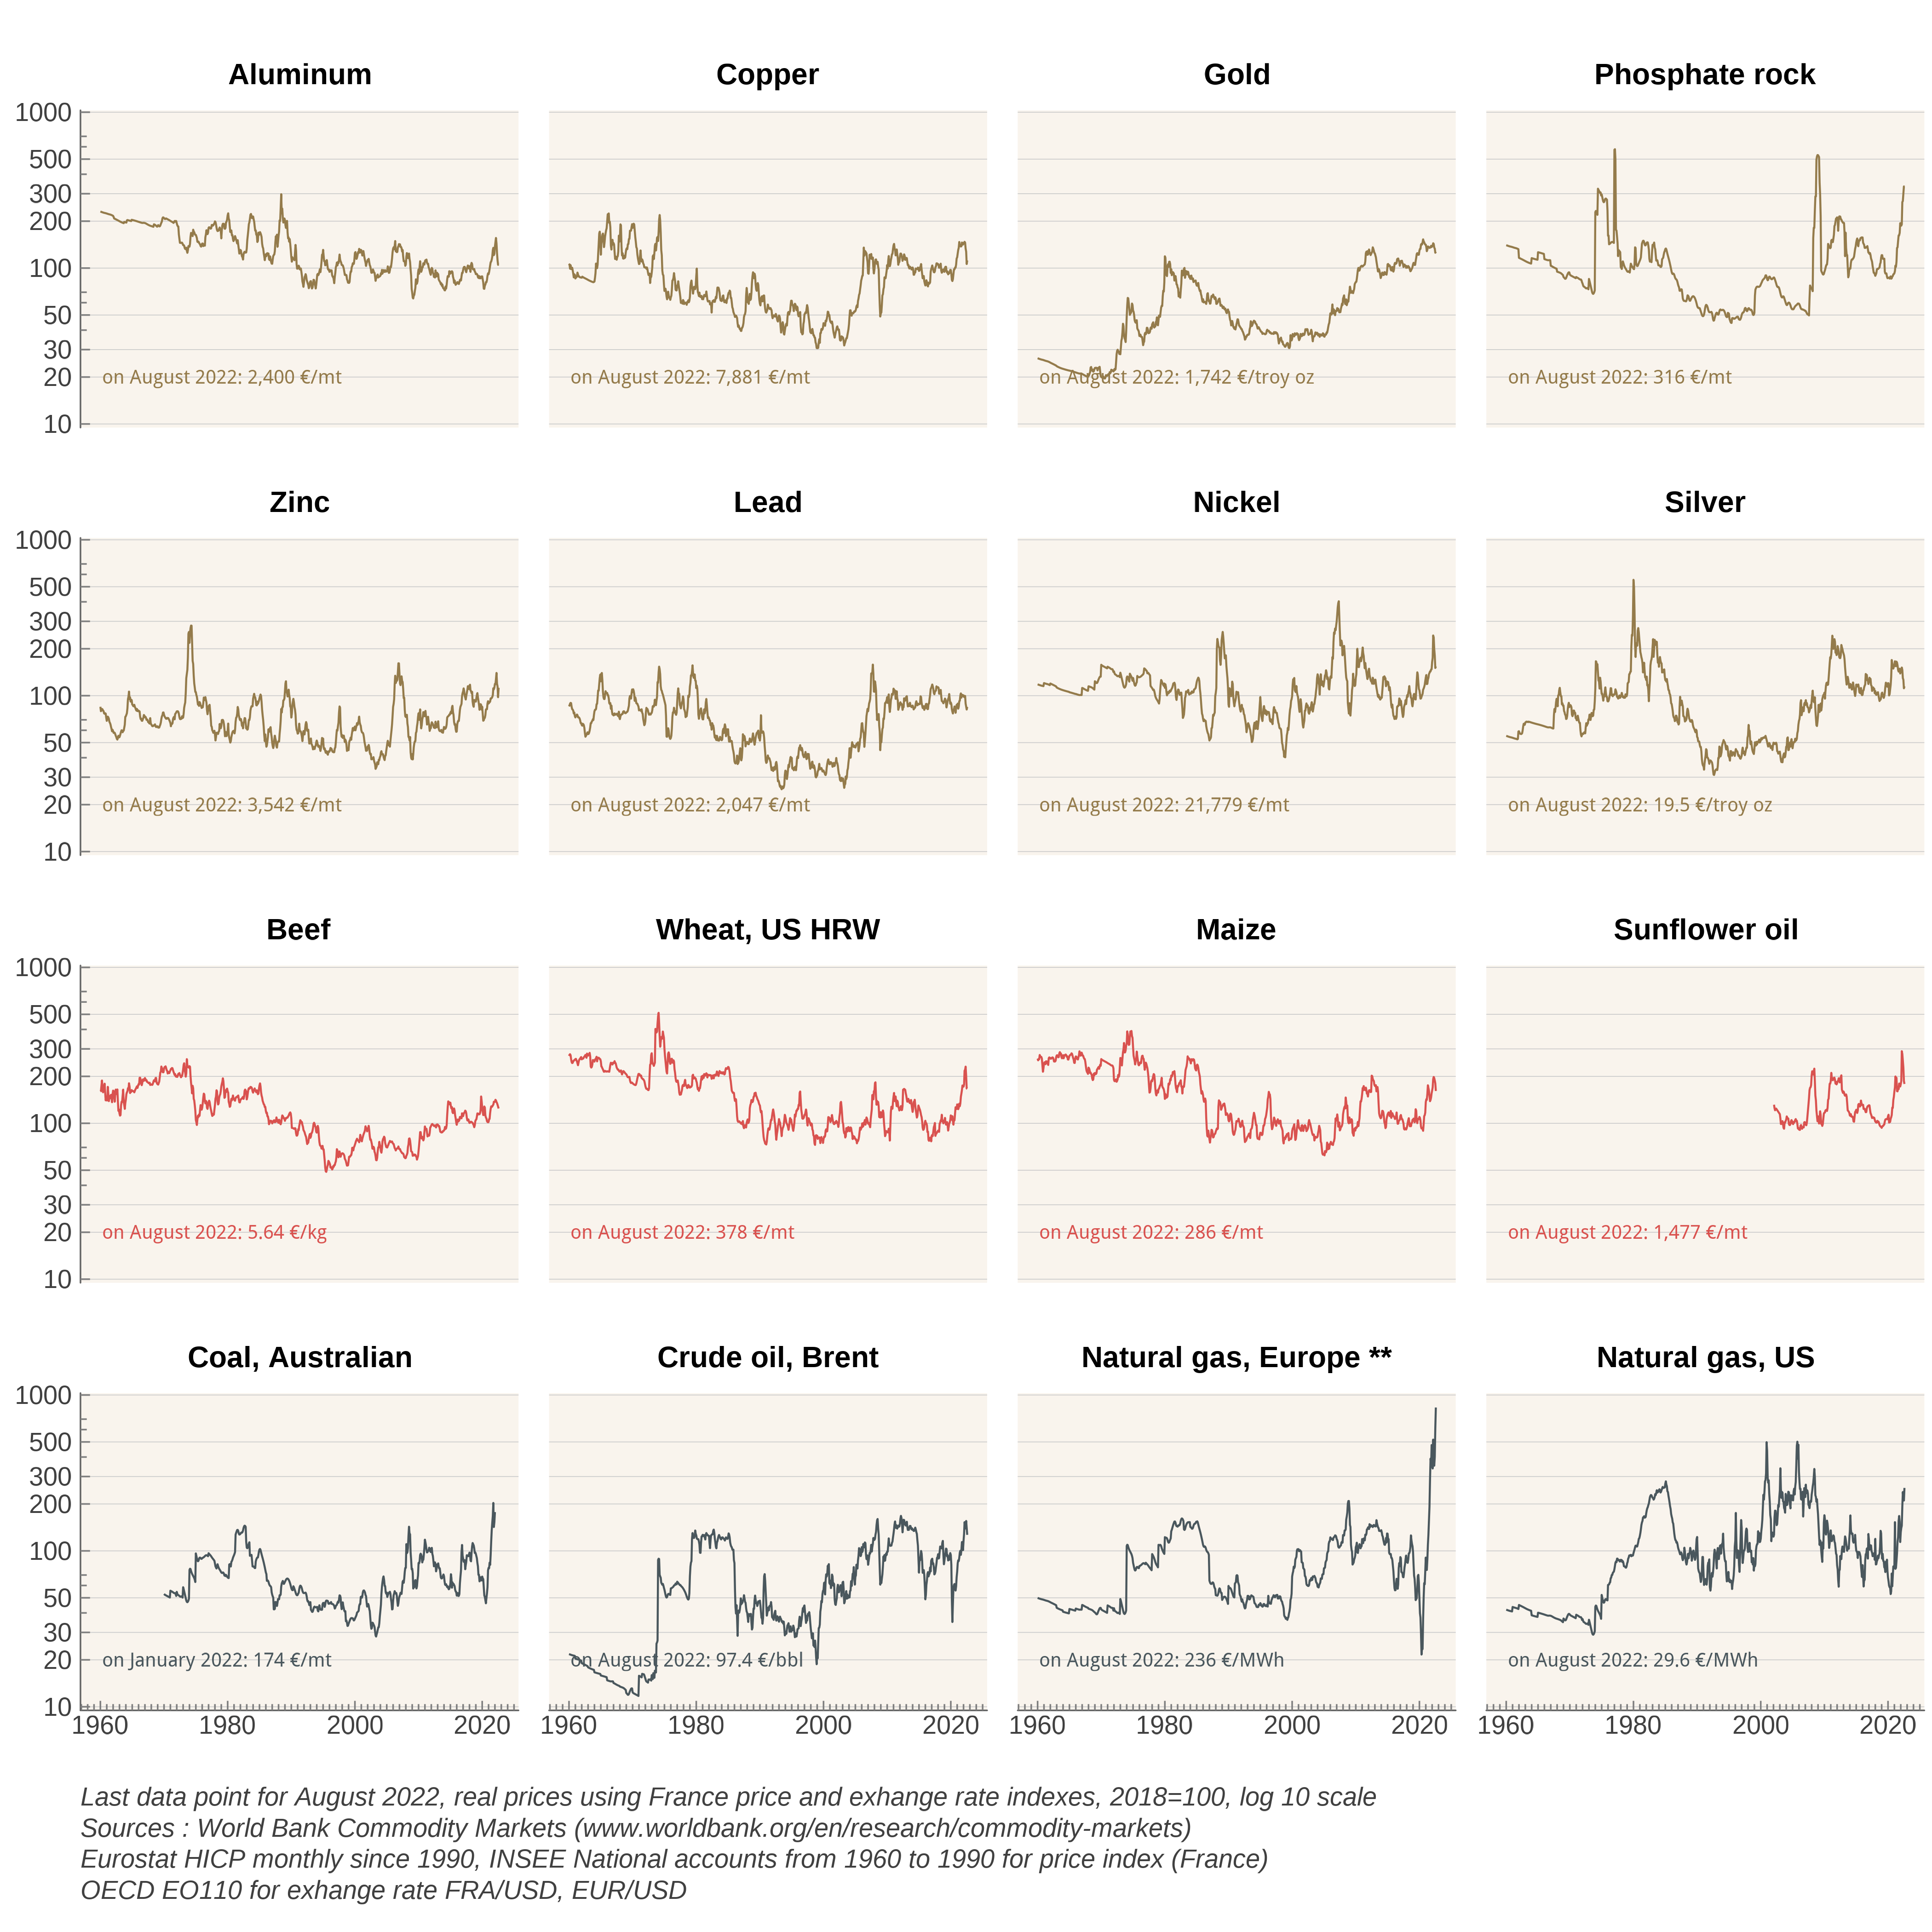 Aluminum Copper Gold Phosphate rock
1000
500
300
200
100
50
30
20
10
on August 2022: 2,400 €/mt on August 2022: 7,881 €/mt on August 2022: 1,742 €/troy oz on August 2022: 316 €/mt
Zinc Lead Nickel Silver
1000
500
300
200
100
50
30
20
10
on August 2022: 3,542 €/mt on August 2022: 2,047 €/mt on August 2022: 21,779 €/mt on August 2022: 19.5 €/troy oz
Beef Wheat, US HRW Maize Sunflower oil
1000
500
300
200
100
50
30
20
10
on August 2022: 5.64 €/kg on August 2022: 378 €/mt on August 2022: 286 €/mt on August 2022: 1,477 €/mt
Coal, Australian Crude oil, Brent Natural gas, Europe ** Natural gas, US
1000
500
300
200
100
50
30
20
10
on January 2022: 174 €/mt on August 2022: 97.4 €/bbl on August 2022: 236 €/MWh on August 2022: 29.6 €/MWh
1960 1980 2000 2020 1960 1980 2000 2020 1960 1980 2000 2020 1960 1980 2000 2020
Last data point for August 2022, real prices using France price and exhange rate indexes, 2018=100, log 10 scale
Sources : World Bank Commodity Markets (www.worldbank.org/en/research/commodity-markets)
Eurostat HICP monthly since 1990, INSEE National accounts from 1960 to 1990 for price index (France)
OECD EO110 for exhange rate FRA/USD, EUR/USD